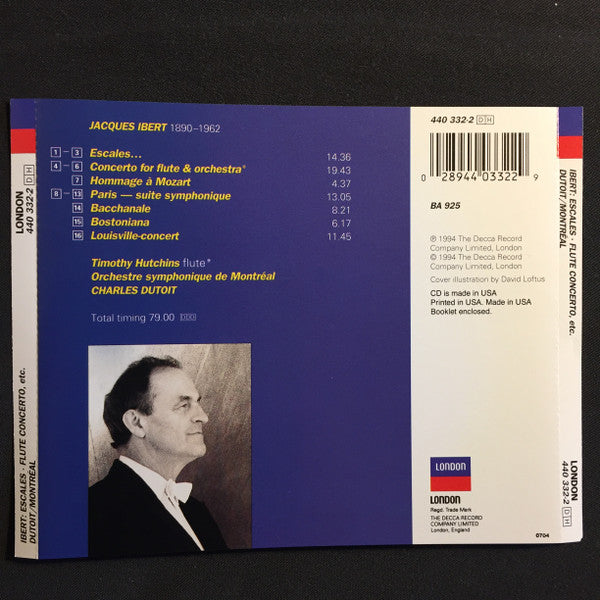 JACQUES IBERT 1890–1962
1 – 3 Escales... 14.36
4 – 6 Concerto for flute & orchestra* 19.43
7 Hommage à Mozart 4.37
8 – 13 Paris — suite symphonique 13.05
14 Bacchanale 8.21
15 Bostoniana 6.17
16 Louisville-concert 11.45
Timothy Hutchins flute*
Orchestre symphonique de Montréal
CHARLES DUTOIT
Total timing 79.00 DDD
440 332-2 DH
0 28944 03322 9
BA 925
℗ 1994 The Decca Record
Company Limited, London
© 1994 The Decca Record
Company Limited, London
Cover illustration by David Loftus
CD is made in USA
Printed in USA. Made in USA
Booklet enclosed.
LONDON
LONDON
Regd. Trade Mark
THE DECCA RECORD
COMPANY LIMITED
London, England
0704
LONDON
440 332-2 DH
IBERT: ESCALES · FLUTE CONCERTO, etc.
DUTOIT/MONTRÉAL
IBERT: ESCALES · FLUTE CONCERTO, etc.
DUTOIT/MONTRÉAL
LONDON
440 332-2 DH